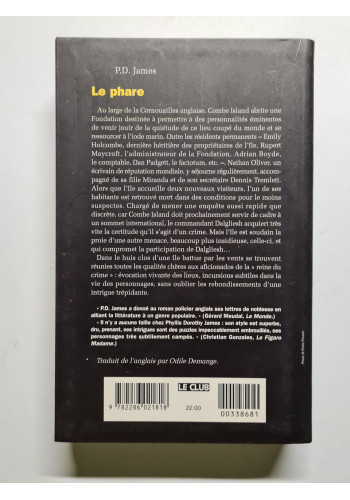 P.D. James
Le phare
Au large de la Cornouailles anglaise, Combe Island abrite une
Fondation destinée à permettre à des personnalités éminentes
de venir jouir de la quiétude de ce lieu coupé du monde et se
ressourcer à l'iode marin. Outre les résidents permanents – Emily
Holcombe, dernière héritière des propriétaires de l'île, Rupert
Maycroft, l'administrateur de la Fondation, Adrian Boyde,
le comptable, Dan Padgett, le factotum, etc. –, Nathan Oliver, un
écrivain de réputation mondiale, y séjourne régulièrement, accom-
pagné de sa fille Miranda et de son secrétaire Dennis Tremlett.
Alors que l'île accueille deux nouveaux visiteurs, l'un de ses
habitants est retrouvé mort dans des conditions pour le moins
suspectes. Chargé de mener une enquête aussi rapide que
discrète, car Combe Island doit prochainement servir de cadre à
un sommet international, le commandant Dalgliesh acquiert très
vite la certitude qu'il s'agit d'un crime. Mais l'île est soudain la
proie d'une autre menace, beaucoup plus insidieuse, celle-ci, et
qui compromet la participation de Dalgliesh...
Dans le huis clos d'une île battue par les vents se trouvent
réunies toutes les qualités chères aux aficionados de la « reine du
crime » : évocation vivante des lieux, incursions subtiles dans la
vie des personnages, sans oublier les rebondissements d'une
intrigue trépidante.
« P.D. James a donné au roman policier anglais ses lettres de noblesse en
alliant la littérature à un genre populaire. » (Gérard Meudal, Le Monde.)
« Il n'y a aucune faille chez Phyllis Dorothy James : son style est superbe,
dru, prenant, ses intrigues sont des puzzles impeccablement embrouillés, ses
personnages très subtilement campés. » (Christian Gonzalez, Le Figaro
Madame.)
• Traduit de l'anglais par Odile Demange.
LE CLUB
9 782286 021818
22.00
00338681